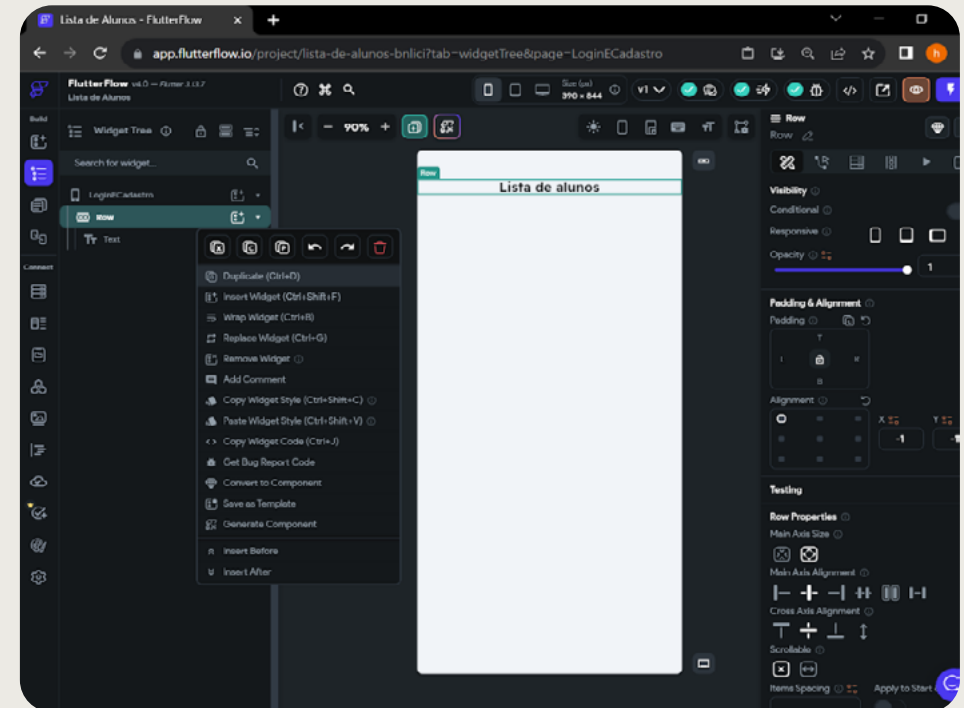 Lista de Alunos - FlutterFlow
app.flutterflow.io/project/lista-de-alunos-bnlici?tab=widgetTree&page=LoginECadastro
FlutterFlow v4.0
Lista de Alunos
Size (px)
390 × 844
v1
Build
Widget Tree
90%
Row
Row
Search for widget...
LoginECadastro
Row
Text
Connect
Row
Lista de alunos
Duplicate (Ctrl+D)
Insert Widget (Ctrl+Shift+F)
Wrap Widget (Ctrl+B)
Replace Widget (Ctrl+G)
Remove Widget
Add Comment
Copy Widget Style (Ctrl+Shift+C)
Paste Widget Style (Ctrl+Shift+V)
Copy Widget Code (Ctrl+J)
Get Bug Report Code
Convert to Component
Save as Template
Generate Component
Insert Before
Insert After
Visibility
Conditional
Responsive
Opacity
1
Padding & Alignment
Padding
Alignment
X
Y
-1
Testing
Row Properties
Main Axis Size
Main Axis Alignment
Cross Axis Alignment
Scrollable
Items Spacing
Apply to Start